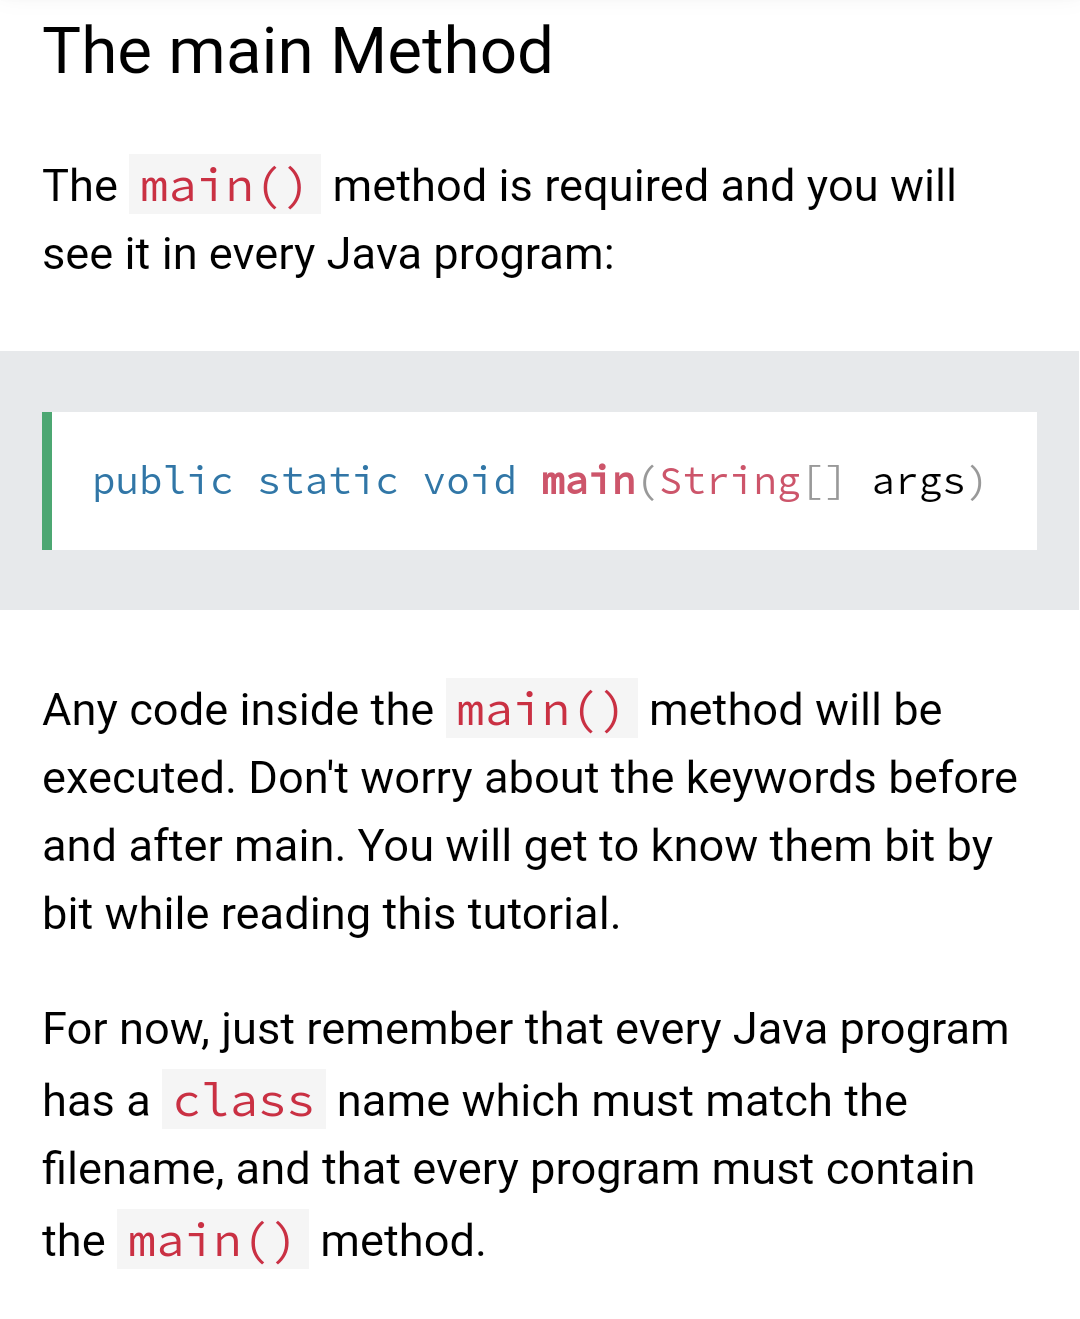 The main Method
The main() method is required and you will
see it in every Java program:
public static void main(String[] args)
Any code inside the main() method will be
executed. Don't worry about the keywords before
and after main. You will get to know them bit by
bit while reading this tutorial.
For now, just remember that every Java program
has a class name which must match the
filename, and that every program must contain
the main() method.